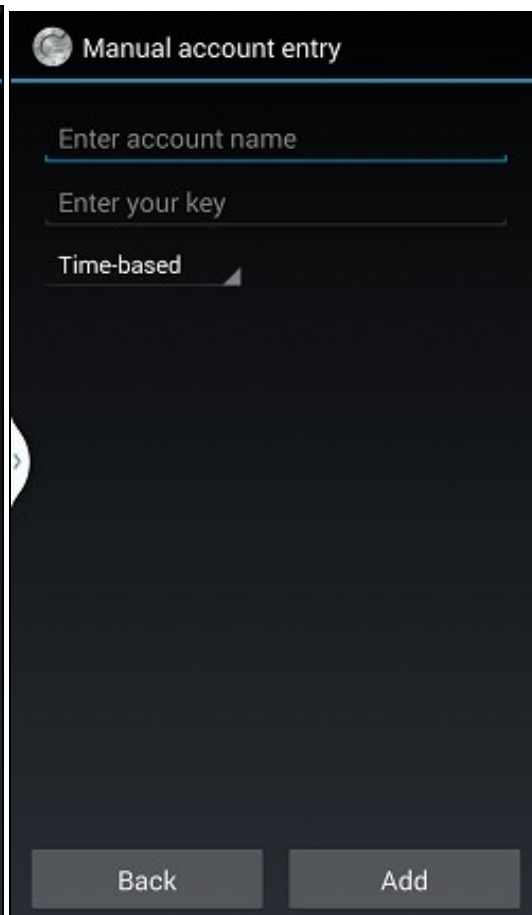 Manual account entry
Enter account name
Enter your key
Time-based
Back Add